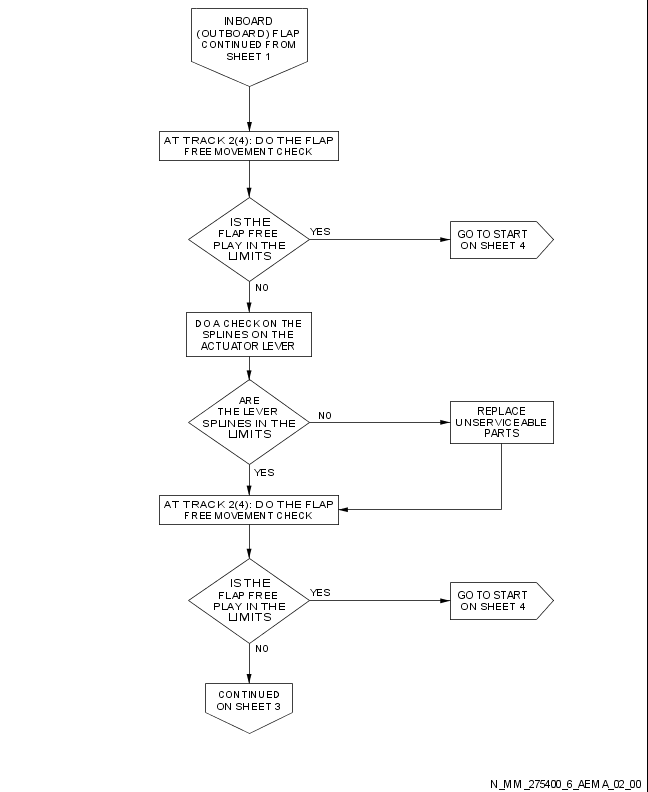 INBOARD
(OUTBOARD) FLAP
CONTINUED FROM
SHEET 1
AT TRACK 2(4): DO THE FLAP
FREE MOVEMENT CHECK
IS THE
FLAP FREE
PLAY IN THE
LIMITS
YES
GO TO START
ON SHEET 4
NO
DO A CHECK ON THE
SPLINES ON THE
ACTUATOR LEVER
ARE
THE LEVER
SPLINES IN THE
LIMITS
NO
REPLACE
UNSERVICEABLE
PARTS
YES
AT TRACK 2(4): DO THE FLAP
FREE MOVEMENT CHECK
IS THE
FLAP FREE
PLAY IN THE
LIMITS
YES
GO TO START
ON SHEET 4
NO
CONTINUED
ON SHEET 3
N_MM_275400_6_AEMA_02_00